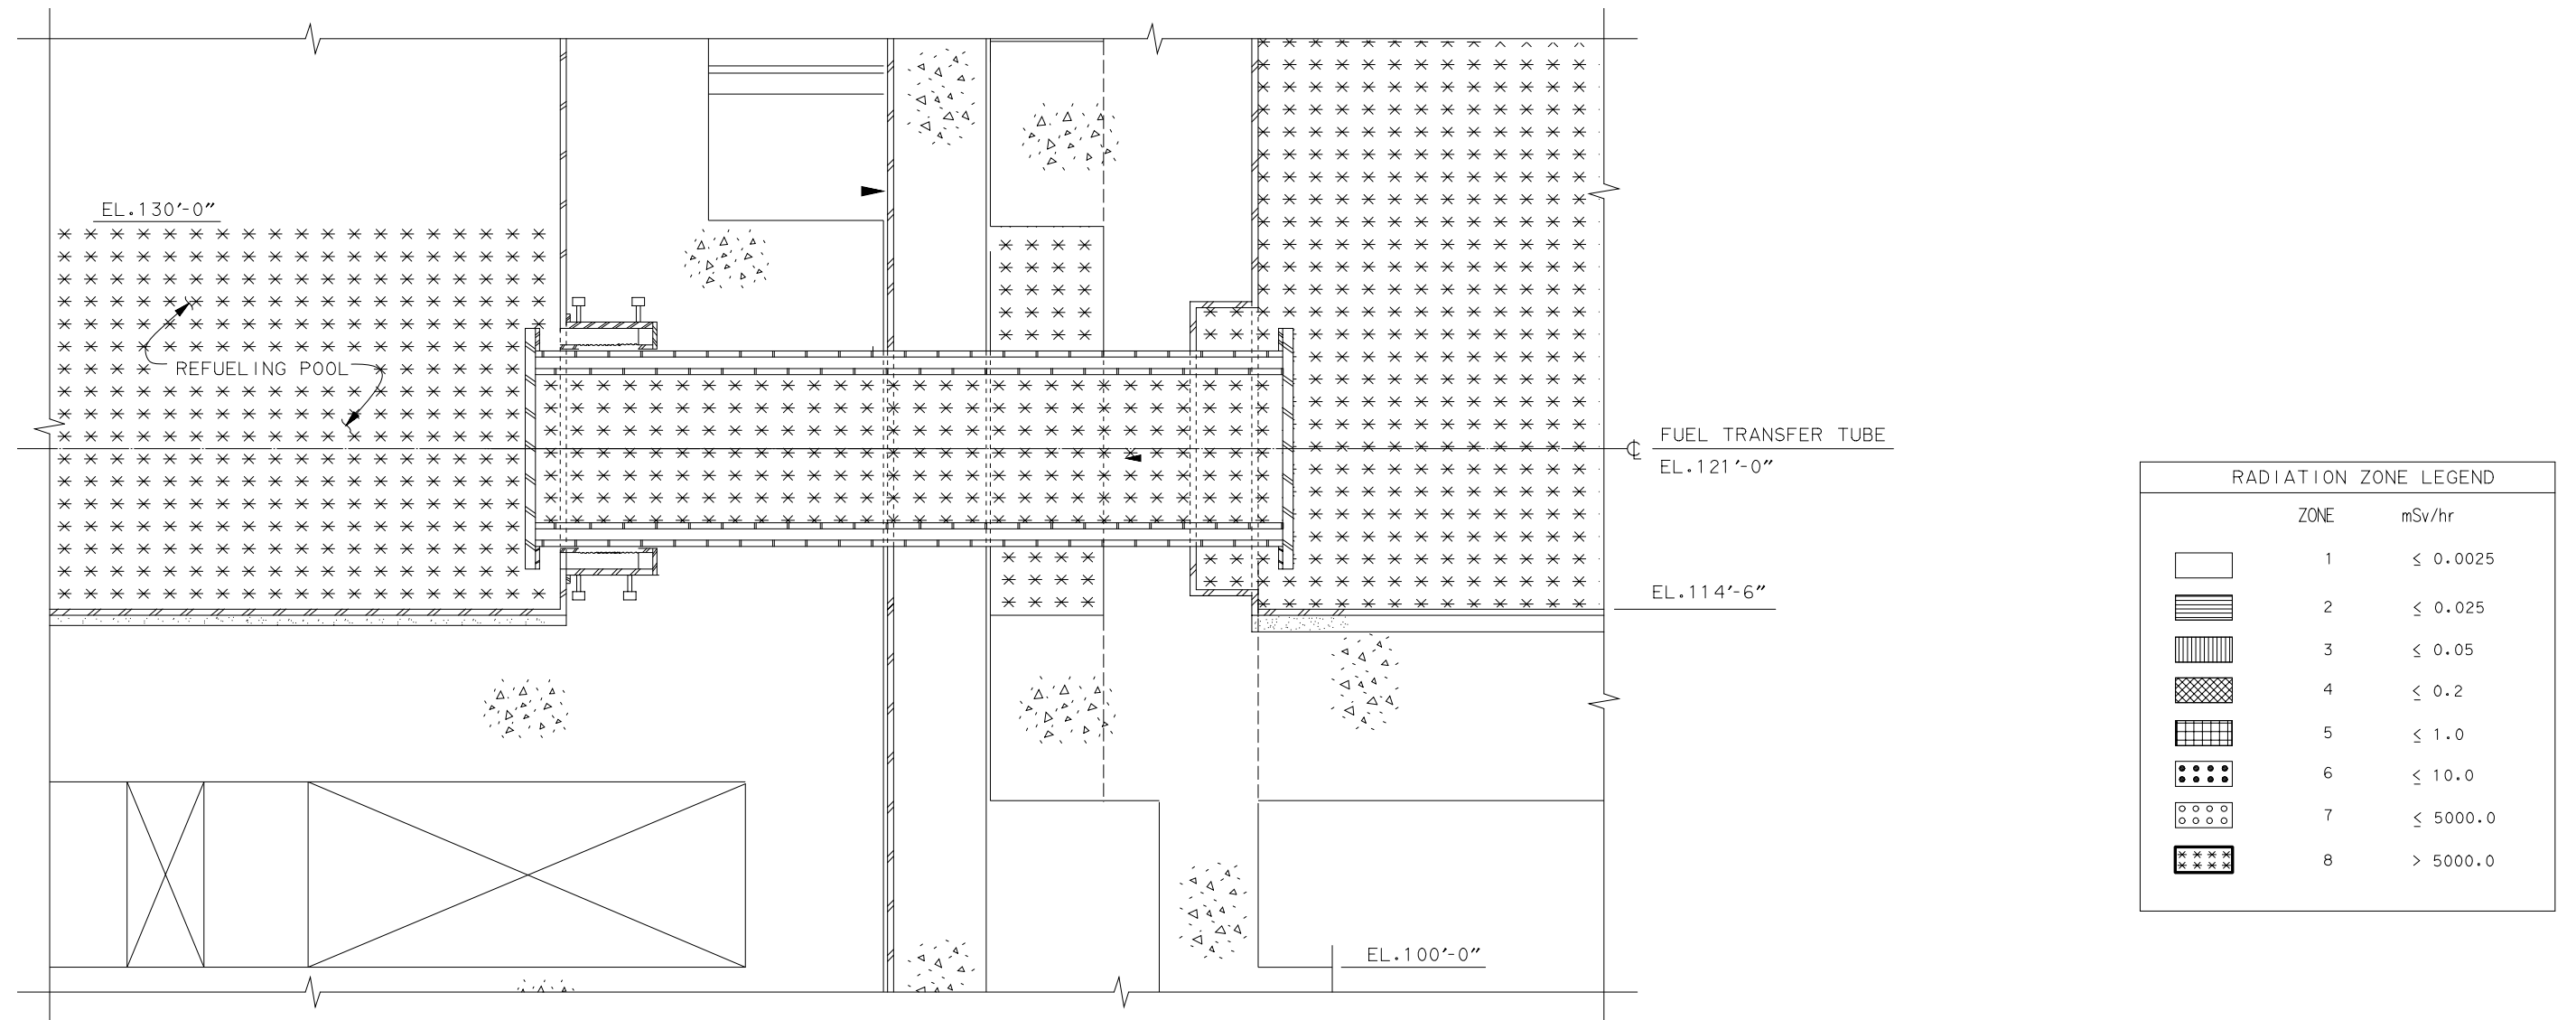 EL.130'-0"
REFUELING POOL
℄ FUEL TRANSFER TUBE
EL.121'-0"
EL.114'-6"
EL.100'-0"
RADIATION ZONE LEGEND
ZONE mSv/hr
1 ≤ 0.0025
2 ≤ 0.025
3 ≤ 0.05
4 ≤ 0.2
5 ≤ 1.0
6 ≤ 10.0
7 ≤ 5000.0
8 > 5000.0